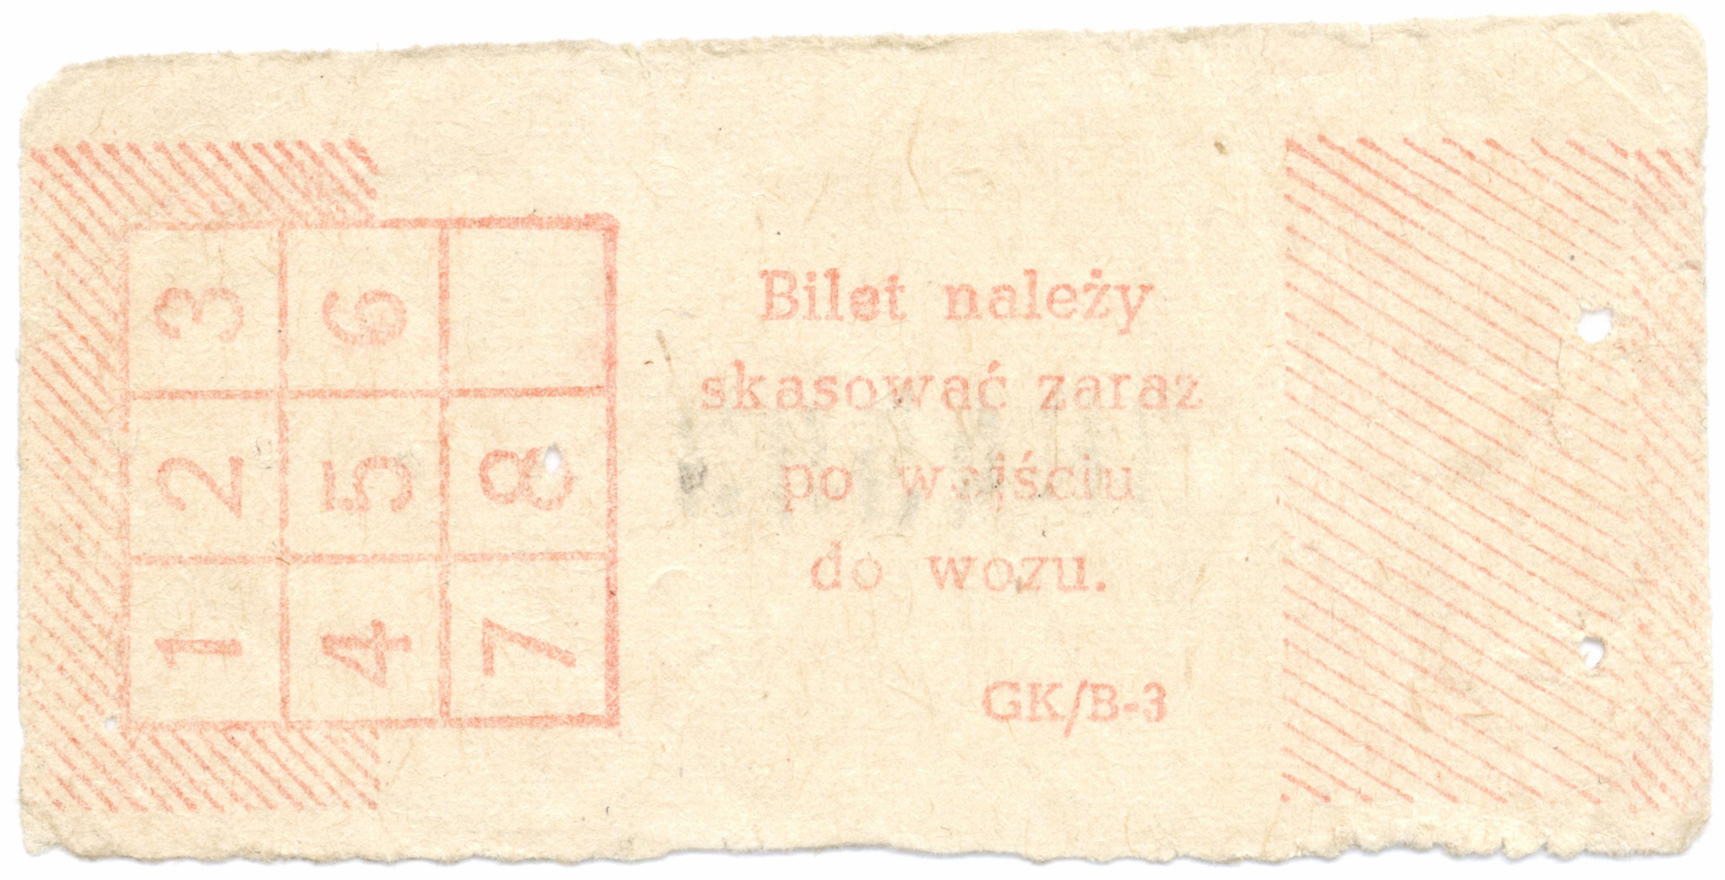 3 6
2 5 8
1 4 7
Bilet należy
skasować zaraz
po wejściu
do wozu.
GK/B-3